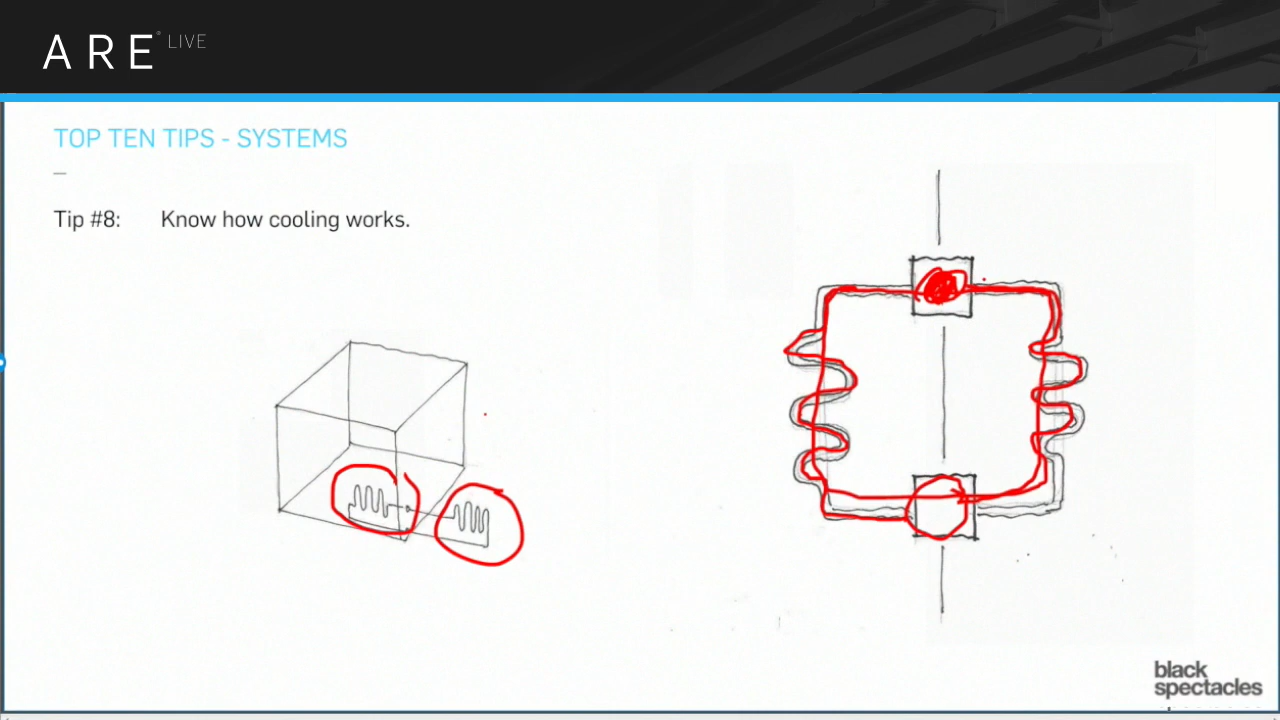 ARE® LIVE
TOP TEN TIPS - SYSTEMS
Tip #8: Know how cooling works.
black
spectacles